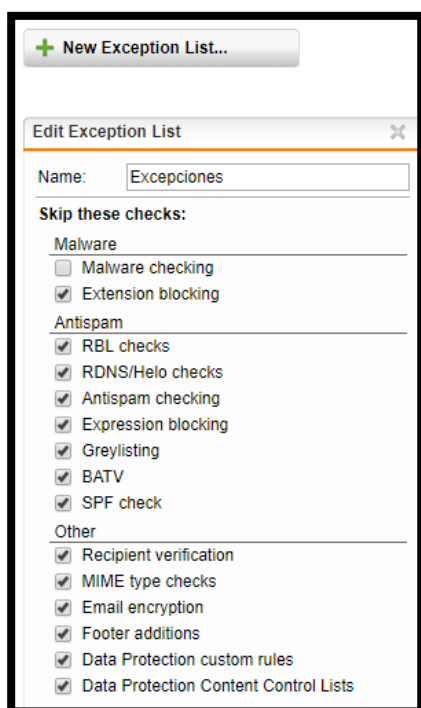 New Exception List...
Edit Exception List
Name: Excepciones
Skip these checks:
Malware
Malware checking
Extension blocking
Antispam
RBL checks
RDNS/Helo checks
Antispam checking
Expression blocking
Greylisting
BATV
SPF check
Other
Recipient verification
MIME type checks
Email encryption
Footer additions
Data Protection custom rules
Data Protection Content Control Lists